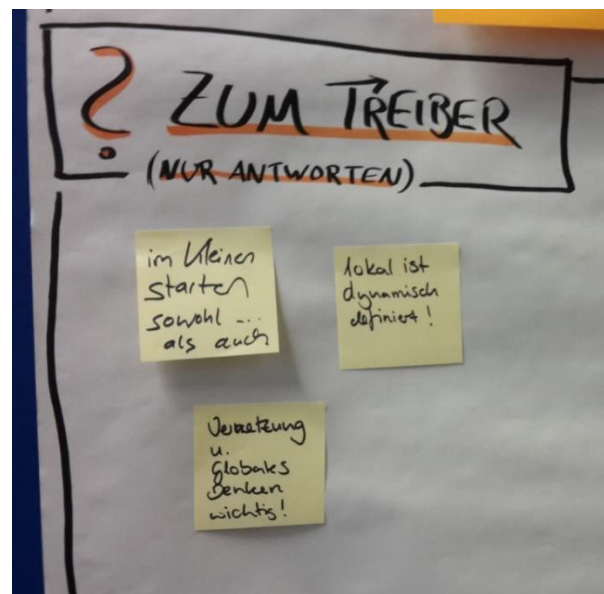 ? ZUM TREIBER
(NUR ANTWORTEN)
im Kleinen
starten
sowohl ...
als auch
lokal ist
dynamisch
definiert!
Vernetzung
u.
Globales
Denken
wichtig!